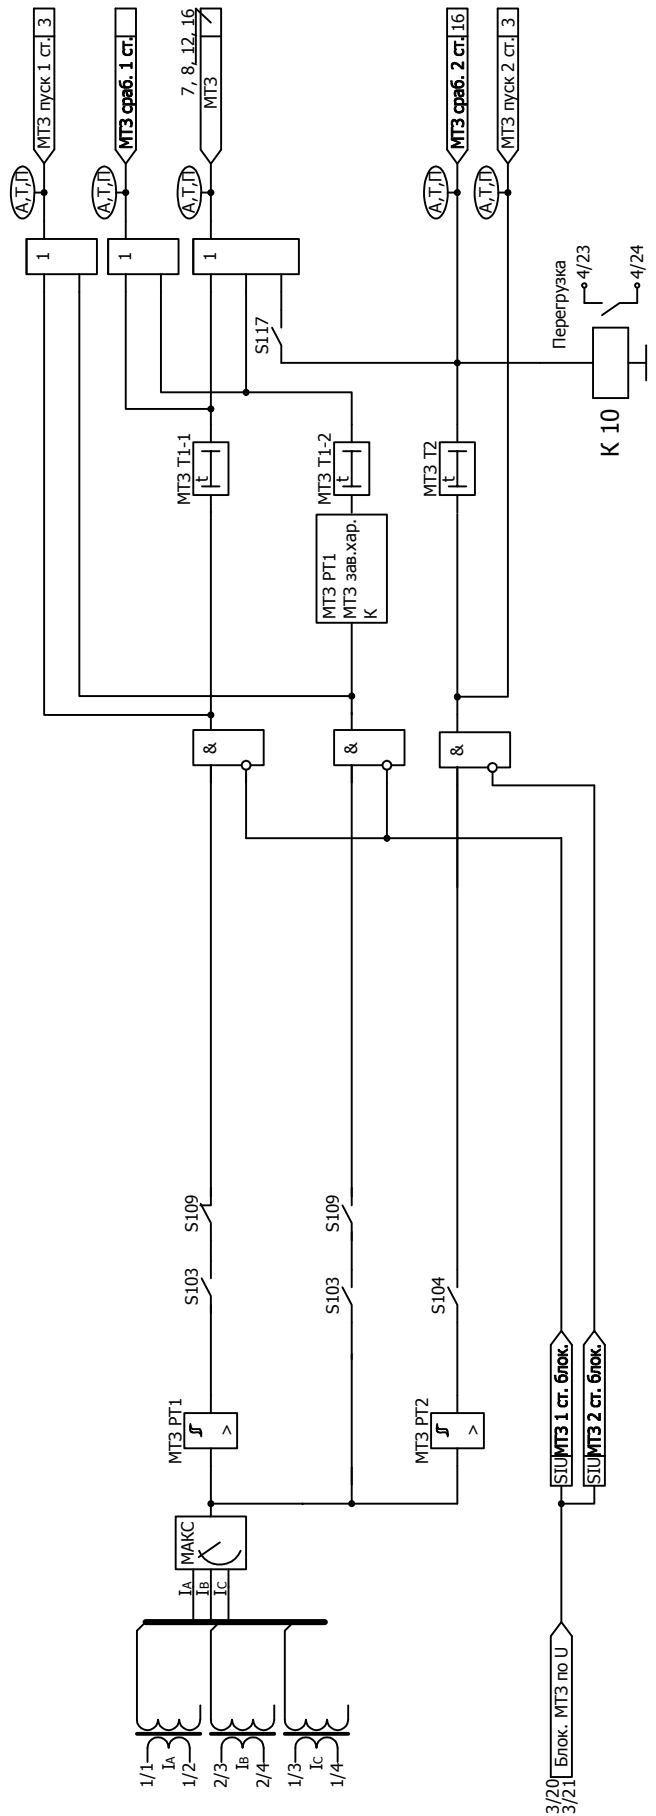 МТЗ пуск 1 ст. 3
МТЗ сраб. 1 ст.
7, 8, 12, 16
МТЗ
МТЗ сраб. 2 ст. 16
МТЗ пуск 2 ст. 3
А,Т,П
А,Т,П
А,Т,П
А,Т,П
А,Т,П
1
1
1
S117
Перегрузка
4/23
4/24
К 10
МТЗ Т1-1
t
МТЗ Т1-2
t
МТЗ Т2
t
МТЗ РТ1
МТЗ зав.хар.
К
&
&
&
S109
S109
S103
S103
S104
МТЗ РТ1
>
МТЗ РТ2
>
SIU МТЗ 1 ст. блок.
SIU МТЗ 2 ст. блок.
МАКС
IA
IB
IC
1/1
IA
1/2
2/3
IB
2/4
1/3
IC
1/4
3/20
3/21
Блок. МТЗ по U